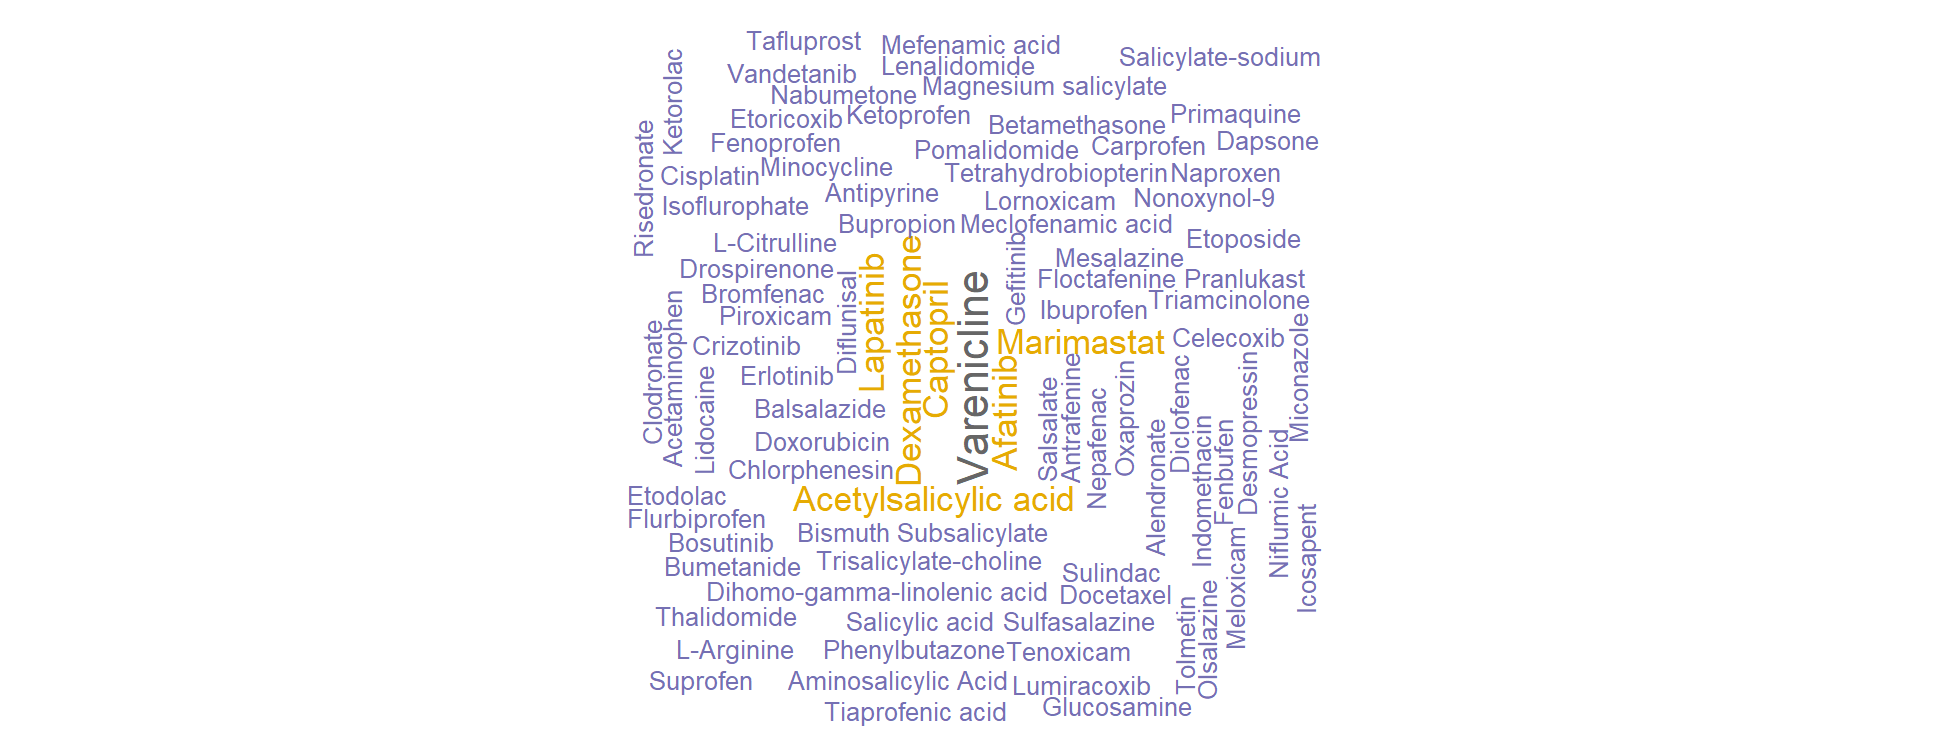 Tafluprost
Mefenamic acid
Salicylate-sodium
Lenalidomide
Vandetanib
Magnesium salicylate
Nabumetone
Ketorolac
Etoricoxib
Ketoprofen
Betamethasone
Primaquine
Fenoprofen
Pomalidomide
Carprofen
Dapsone
Risedronate
Cisplatin
Minocycline
Tetrahydrobiopterin
Naproxen
Antipyrine
Isoflurophate
Lornoxicam
Nonoxynol-9
Bupropion
Meclofenamic acid
L-Citrulline
Etoposide
Drospirenone
Mesalazine
Gefitinib
Floctafenine
Pranlukast
Bromfenac
Piroxicam
Diflunisal
Lapatinib
Dexamethasone
Captopril
Varenicline
Ibuprofen
Triamcinolone
Crizotinib
Marimastat
Celecoxib
Clodronate
Acetaminophen
Lidocaine
Erlotinib
Afatinib
Balsalazide
Doxorubicin
Chlorphenesin
Salsalate
Antrafenine
Nepafenac
Oxaprozin
Alendronate
Diclofenac
Indomethacin
Fenbufen
Desmopressin
Niflumic Acid
Miconazole
Etodolac
Acetylsalicylic acid
Flurbiprofen
Bismuth Subsalicylate
Bosutinib
Trisalicylate-choline
Bumetanide
Sulindac
Dihomo-gamma-linolenic acid
Docetaxel
Meloxicam
Icosapent
Thalidomide
Salicylic acid
Sulfasalazine
Tolmetin
Olsalazine
L-Arginine
Phenylbutazone
Tenoxicam
Suprofen
Aminosalicylic Acid
Lumiracoxib
Tiaprofenic acid
Glucosamine